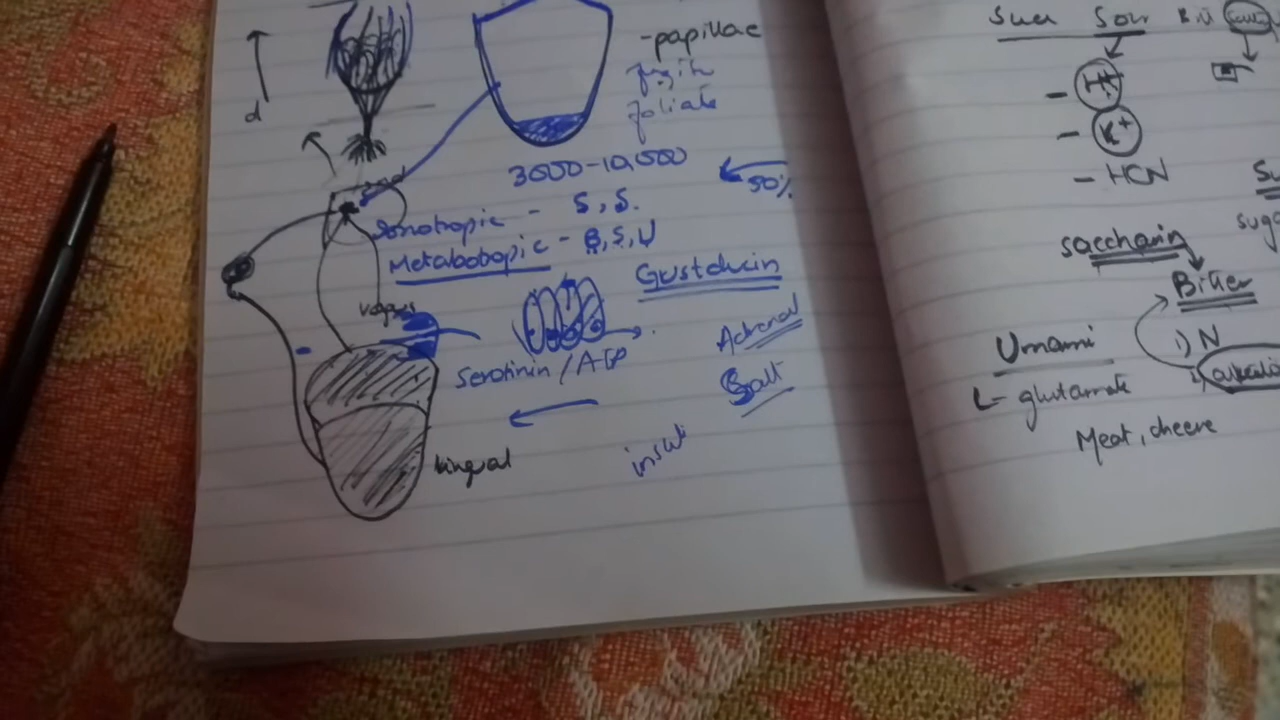 -papillae
foliate
d
3000-10,000
50%
Ionotropic - S, S.
Metabotropic - B, S, U
Gustducin
vagus
Adrenal
Serotinin / ATP
Salt
lingual
Sour
H+
- K+
- HCN
saccharin
Bitter
Umami
1) N
L- glutamate
Meat, cheese